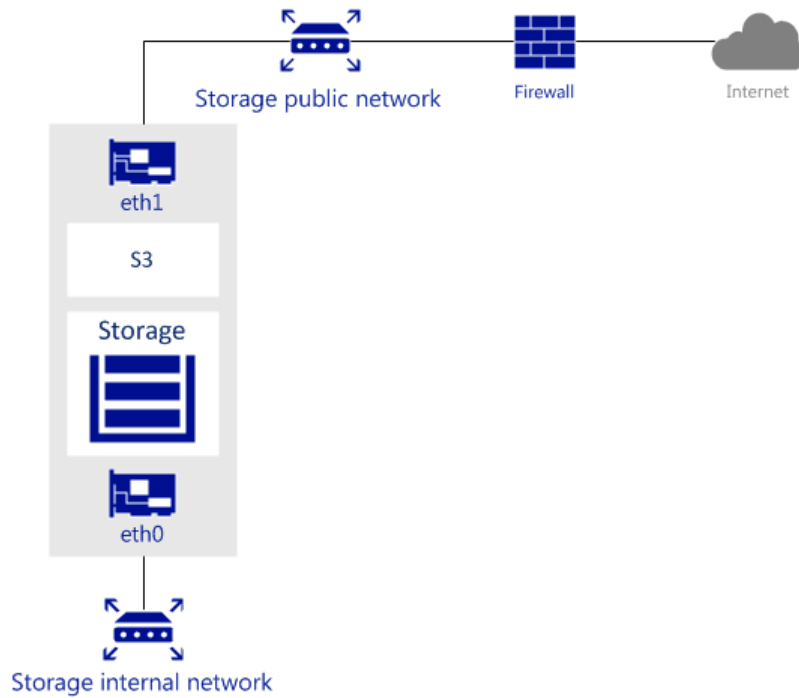 Storage public network
Firewall
Internet
eth1
S3
Storage
eth0
Storage internal network